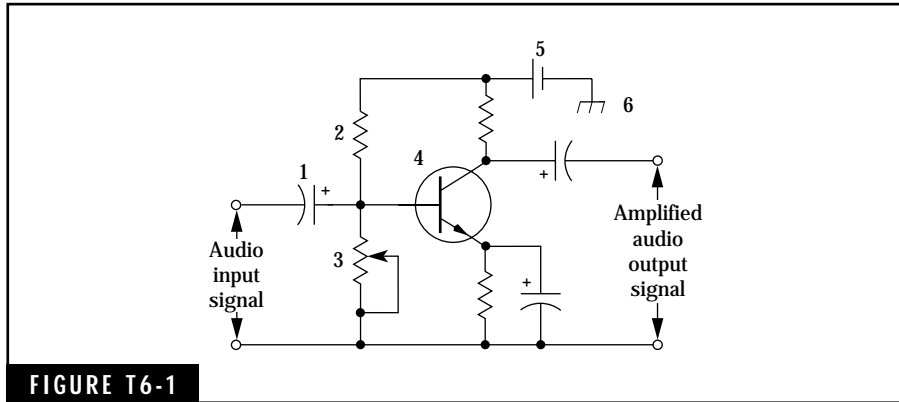 5
6
2
4
1
+
+
3
+
Audio
input
signal
Amplified
audio
output
signal
FIGURE T6-1